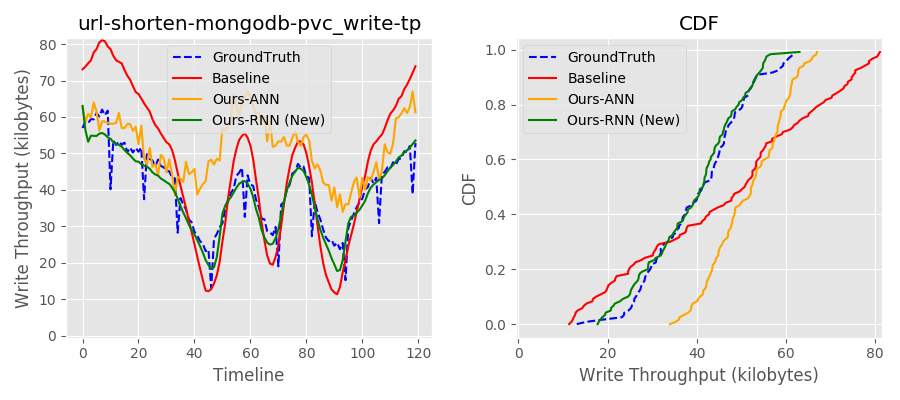 url-shorten-mongodb-pvc_write-tp
Write Throughput (kilobytes)
80
70
60
50
40
30
20
10
0
GroundTruth
Baseline
Ours-ANN
Ours-RNN (New)
0 20 40 60 80 100 120
Timeline
CDF
CDF
1.0
0.8
0.6
0.4
0.2
0.0
GroundTruth
Baseline
Ours-ANN
Ours-RNN (New)
0 20 40 60 80
Write Throughput (kilobytes)